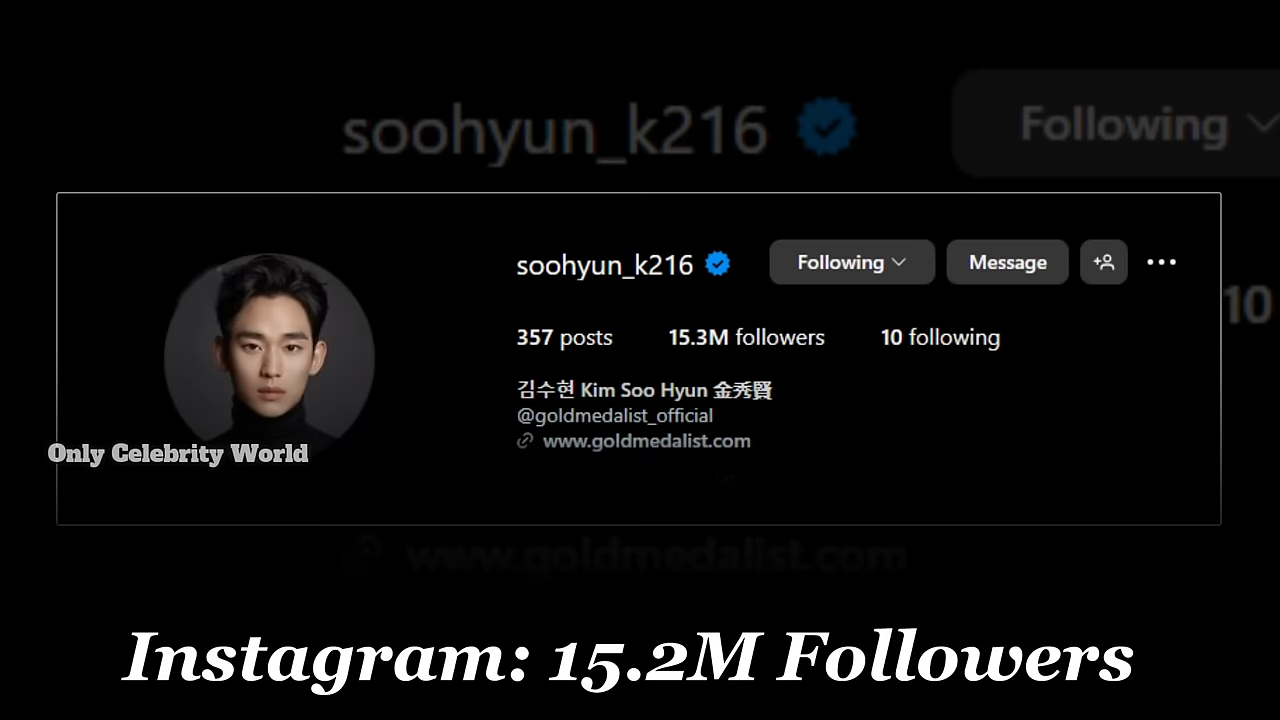 soohyun_k216 Following
soohyun_k216 Following Message
357 posts 15.3M followers 10 following
10
김수현 Kim Soo Hyun 金秀賢
@goldmedalist_official
www.goldmedalist.com
Only Celebrity World
www.goldmedalist.com
Instagram: 15.2M Followers